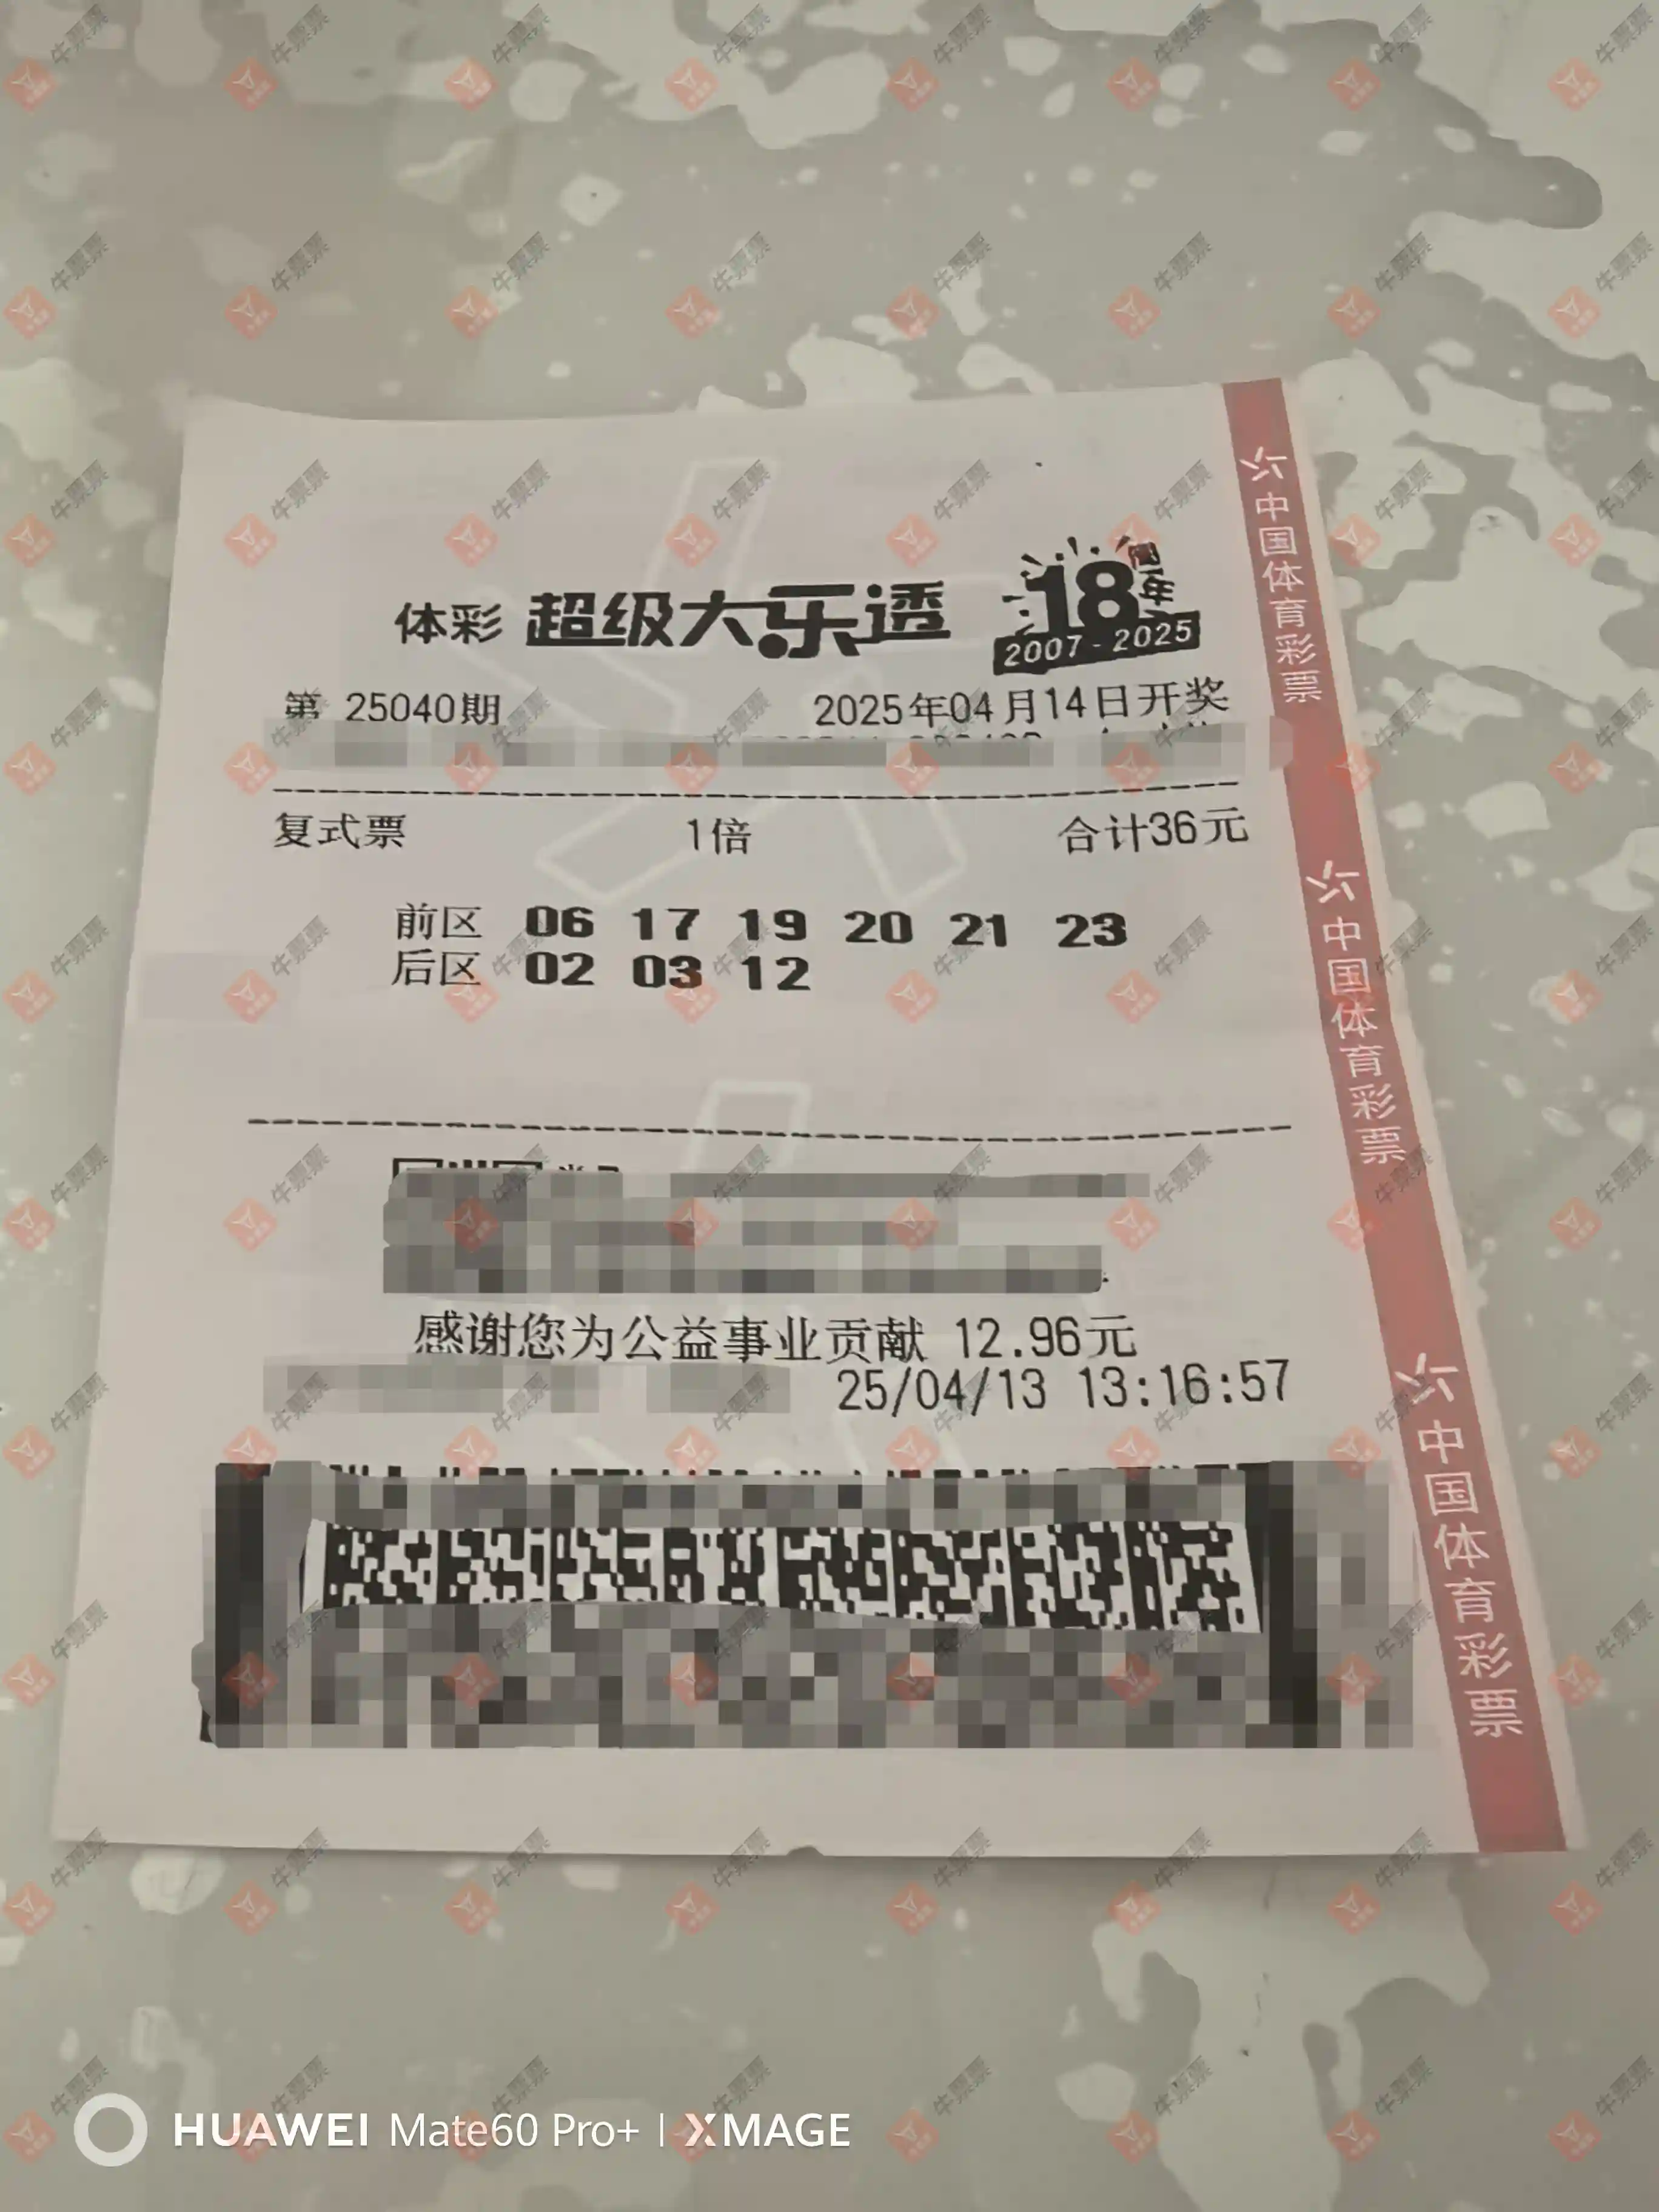 体彩 超级大乐透 18周年
2007-2025
第 25040期 2025年04月14日开奖
复式票 1倍 合计36元
前区 06 17 19 20 21 23
后区 02 03 12
感谢您为公益事业贡献 12.96元
25/04/13 13:16:57
中国体育彩票
中国体育彩票
中国体育彩票
HUAWEI Mate60 Pro+ | XMAGE
牛票票